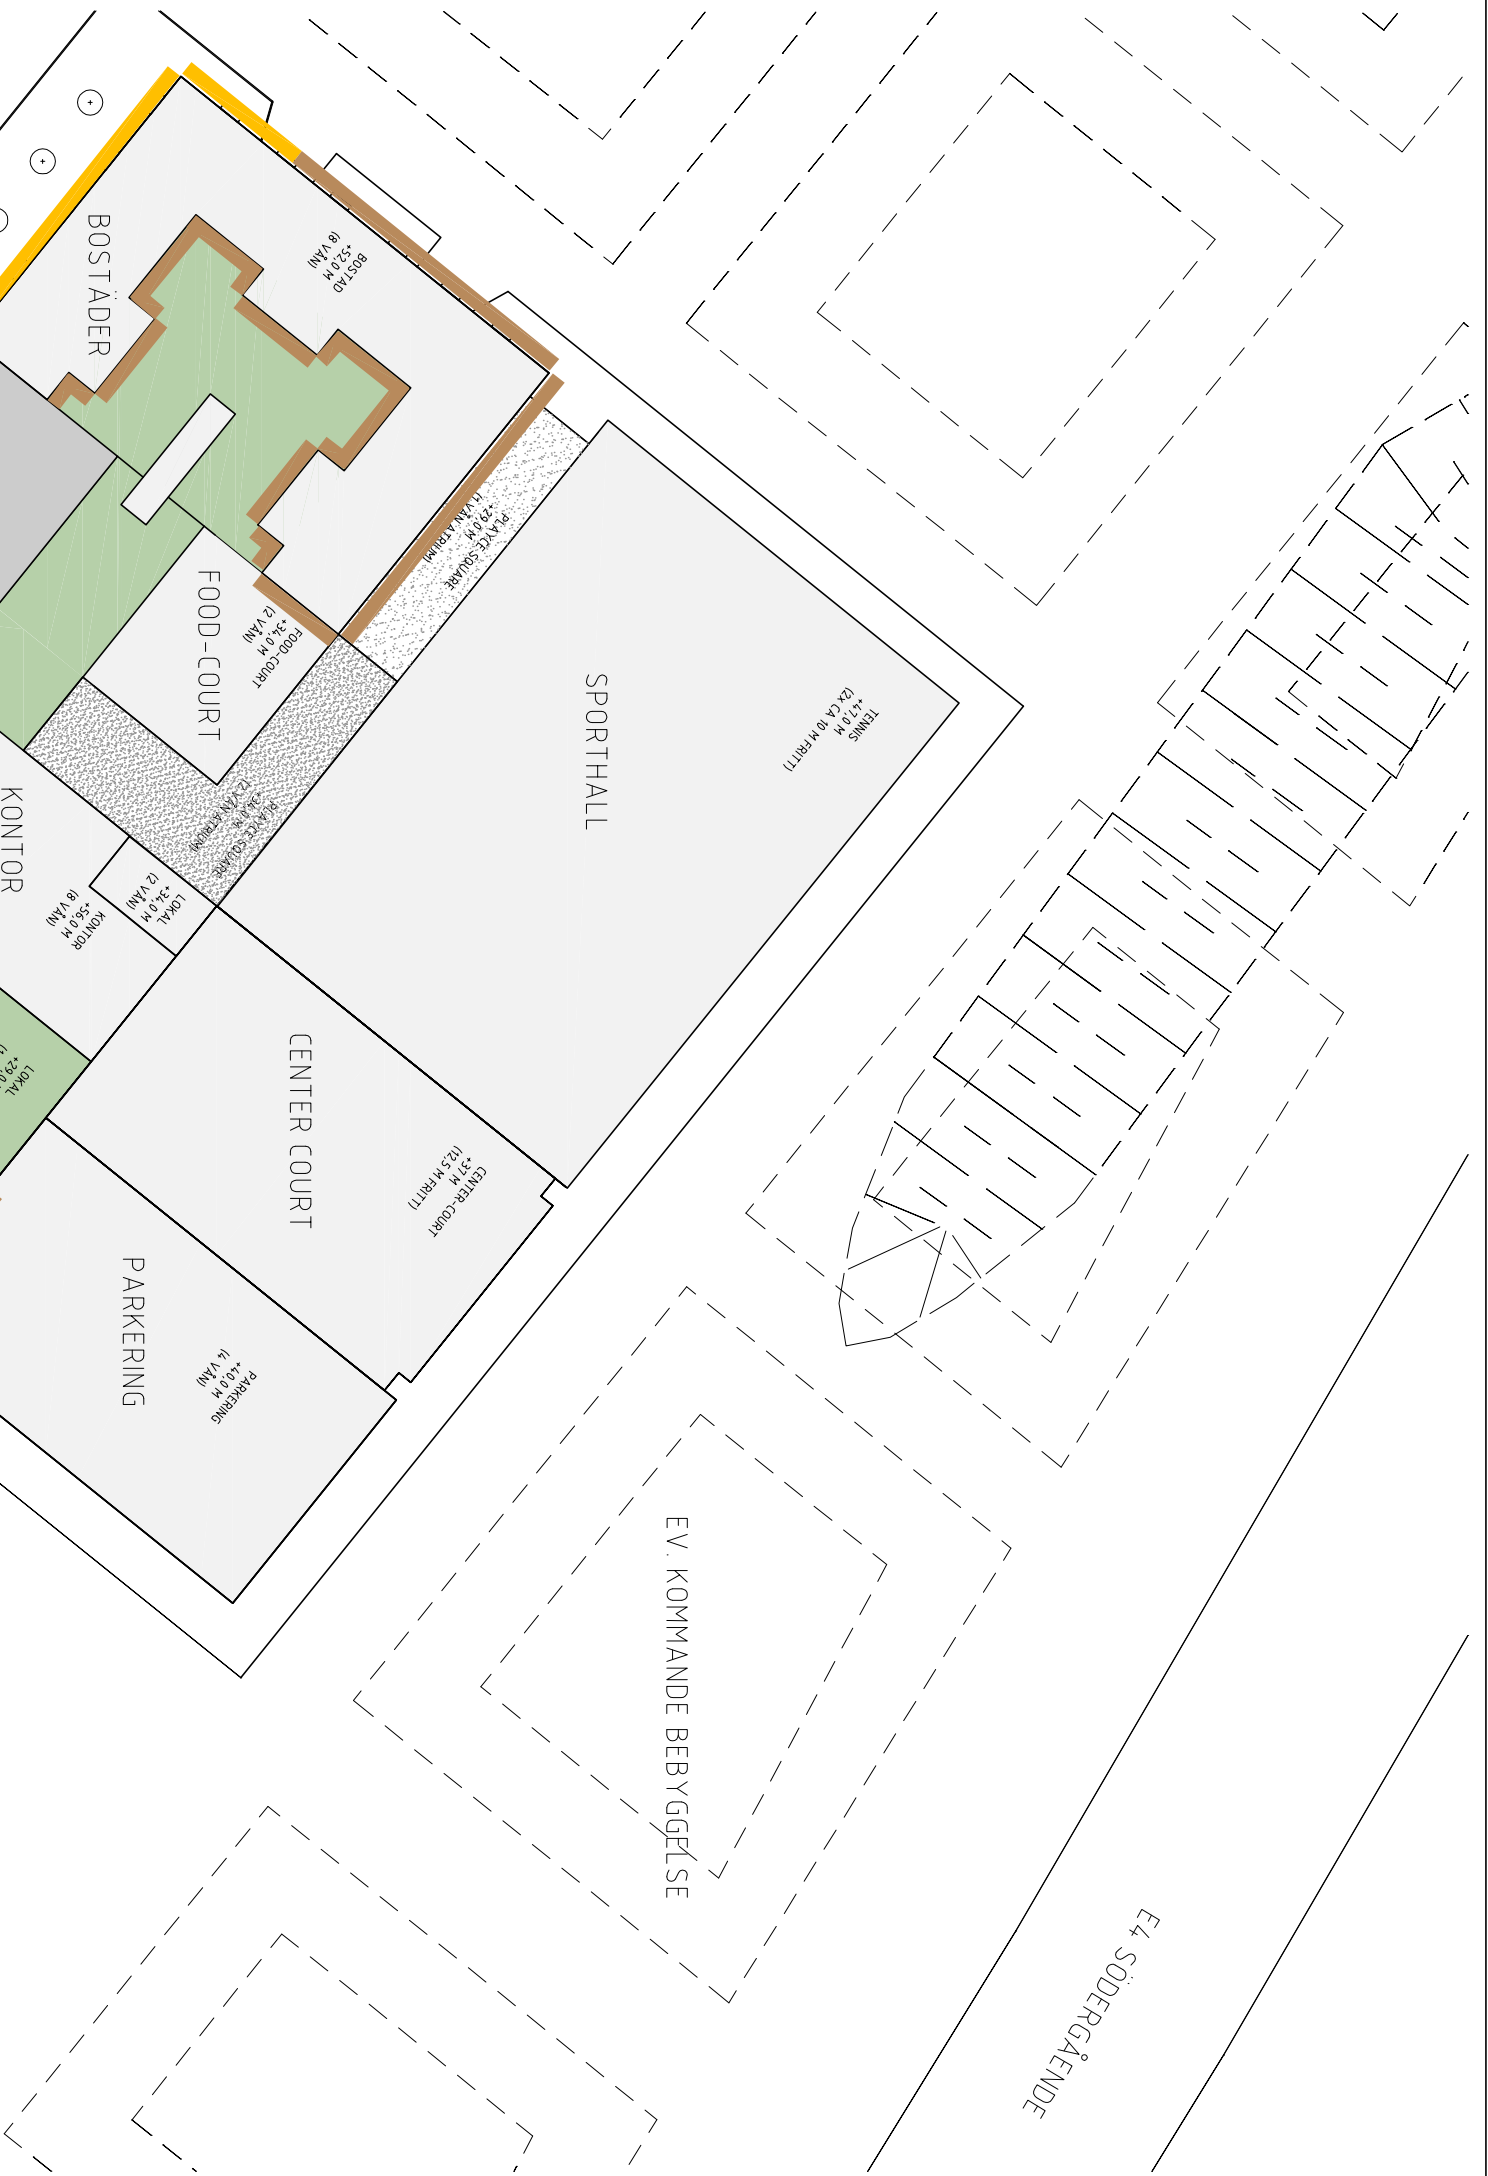 BOSTÄDER
BOSTAD
+52,0 M
(8 VÅN)
PLAYCE SQUARE
+29,0 M
(1 VÅN ATRIUM)
FOOD-COURT
FOOD-COURT
+34,0 M
(2 VÅN)
SPORTHALL
TENNIS
+47,0 M
(2X CA 10 M FRITT)
PLAYCE SQUARE
+34,0 M
(2 VÅN ATRIUM)
KONTOR
LOKAL
+34,0 M
(2 VÅN)
KONTOR
+56,0 M
(8 VÅN)
LOKAL
+29,0
CENTER COURT
CENTER-COURT
+37 M
(12,5 M FRITT)
PARKERING
PARKERING
+40,0 M
(4 VÅN)
EV. KOMMANDE BEBYGGELSE
E4 SÖDERGÅENDE